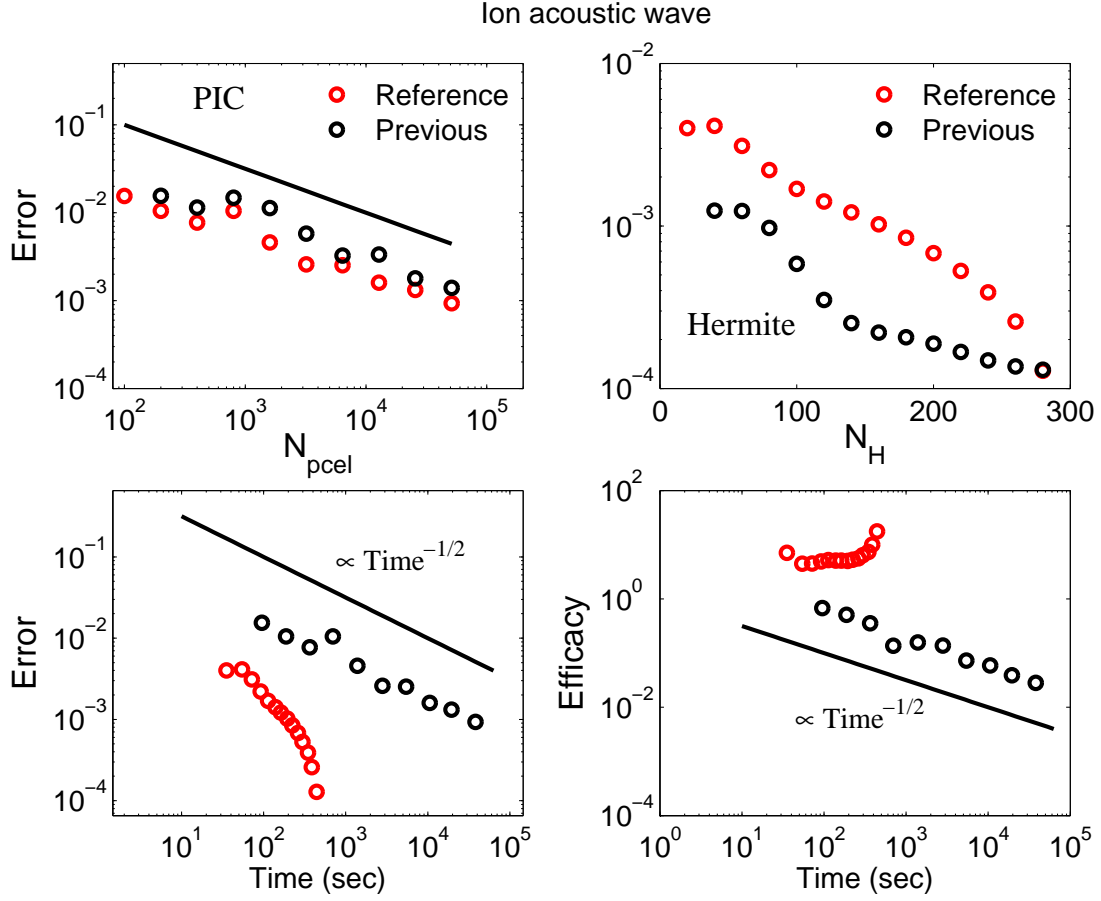 Ion acoustic wave
PIC
Reference
Previous
Error
10^−1
10^−2
10^−3
10^−4
10^2
10^3
10^4
10^5
N_pcel
Reference
Previous
Hermite
10^−2
10^−3
10^−4
0
100
200
300
N_H
∝ Time^−1/2
Error
10^−1
10^−2
10^−3
10^−4
10^1
10^2
10^3
10^4
10^5
Time (sec)
∝ Time^−1/2
Efficacy
10^2
10^0
10^−2
10^−4
10^0
10^1
10^2
10^3
10^4
10^5
Time (sec)